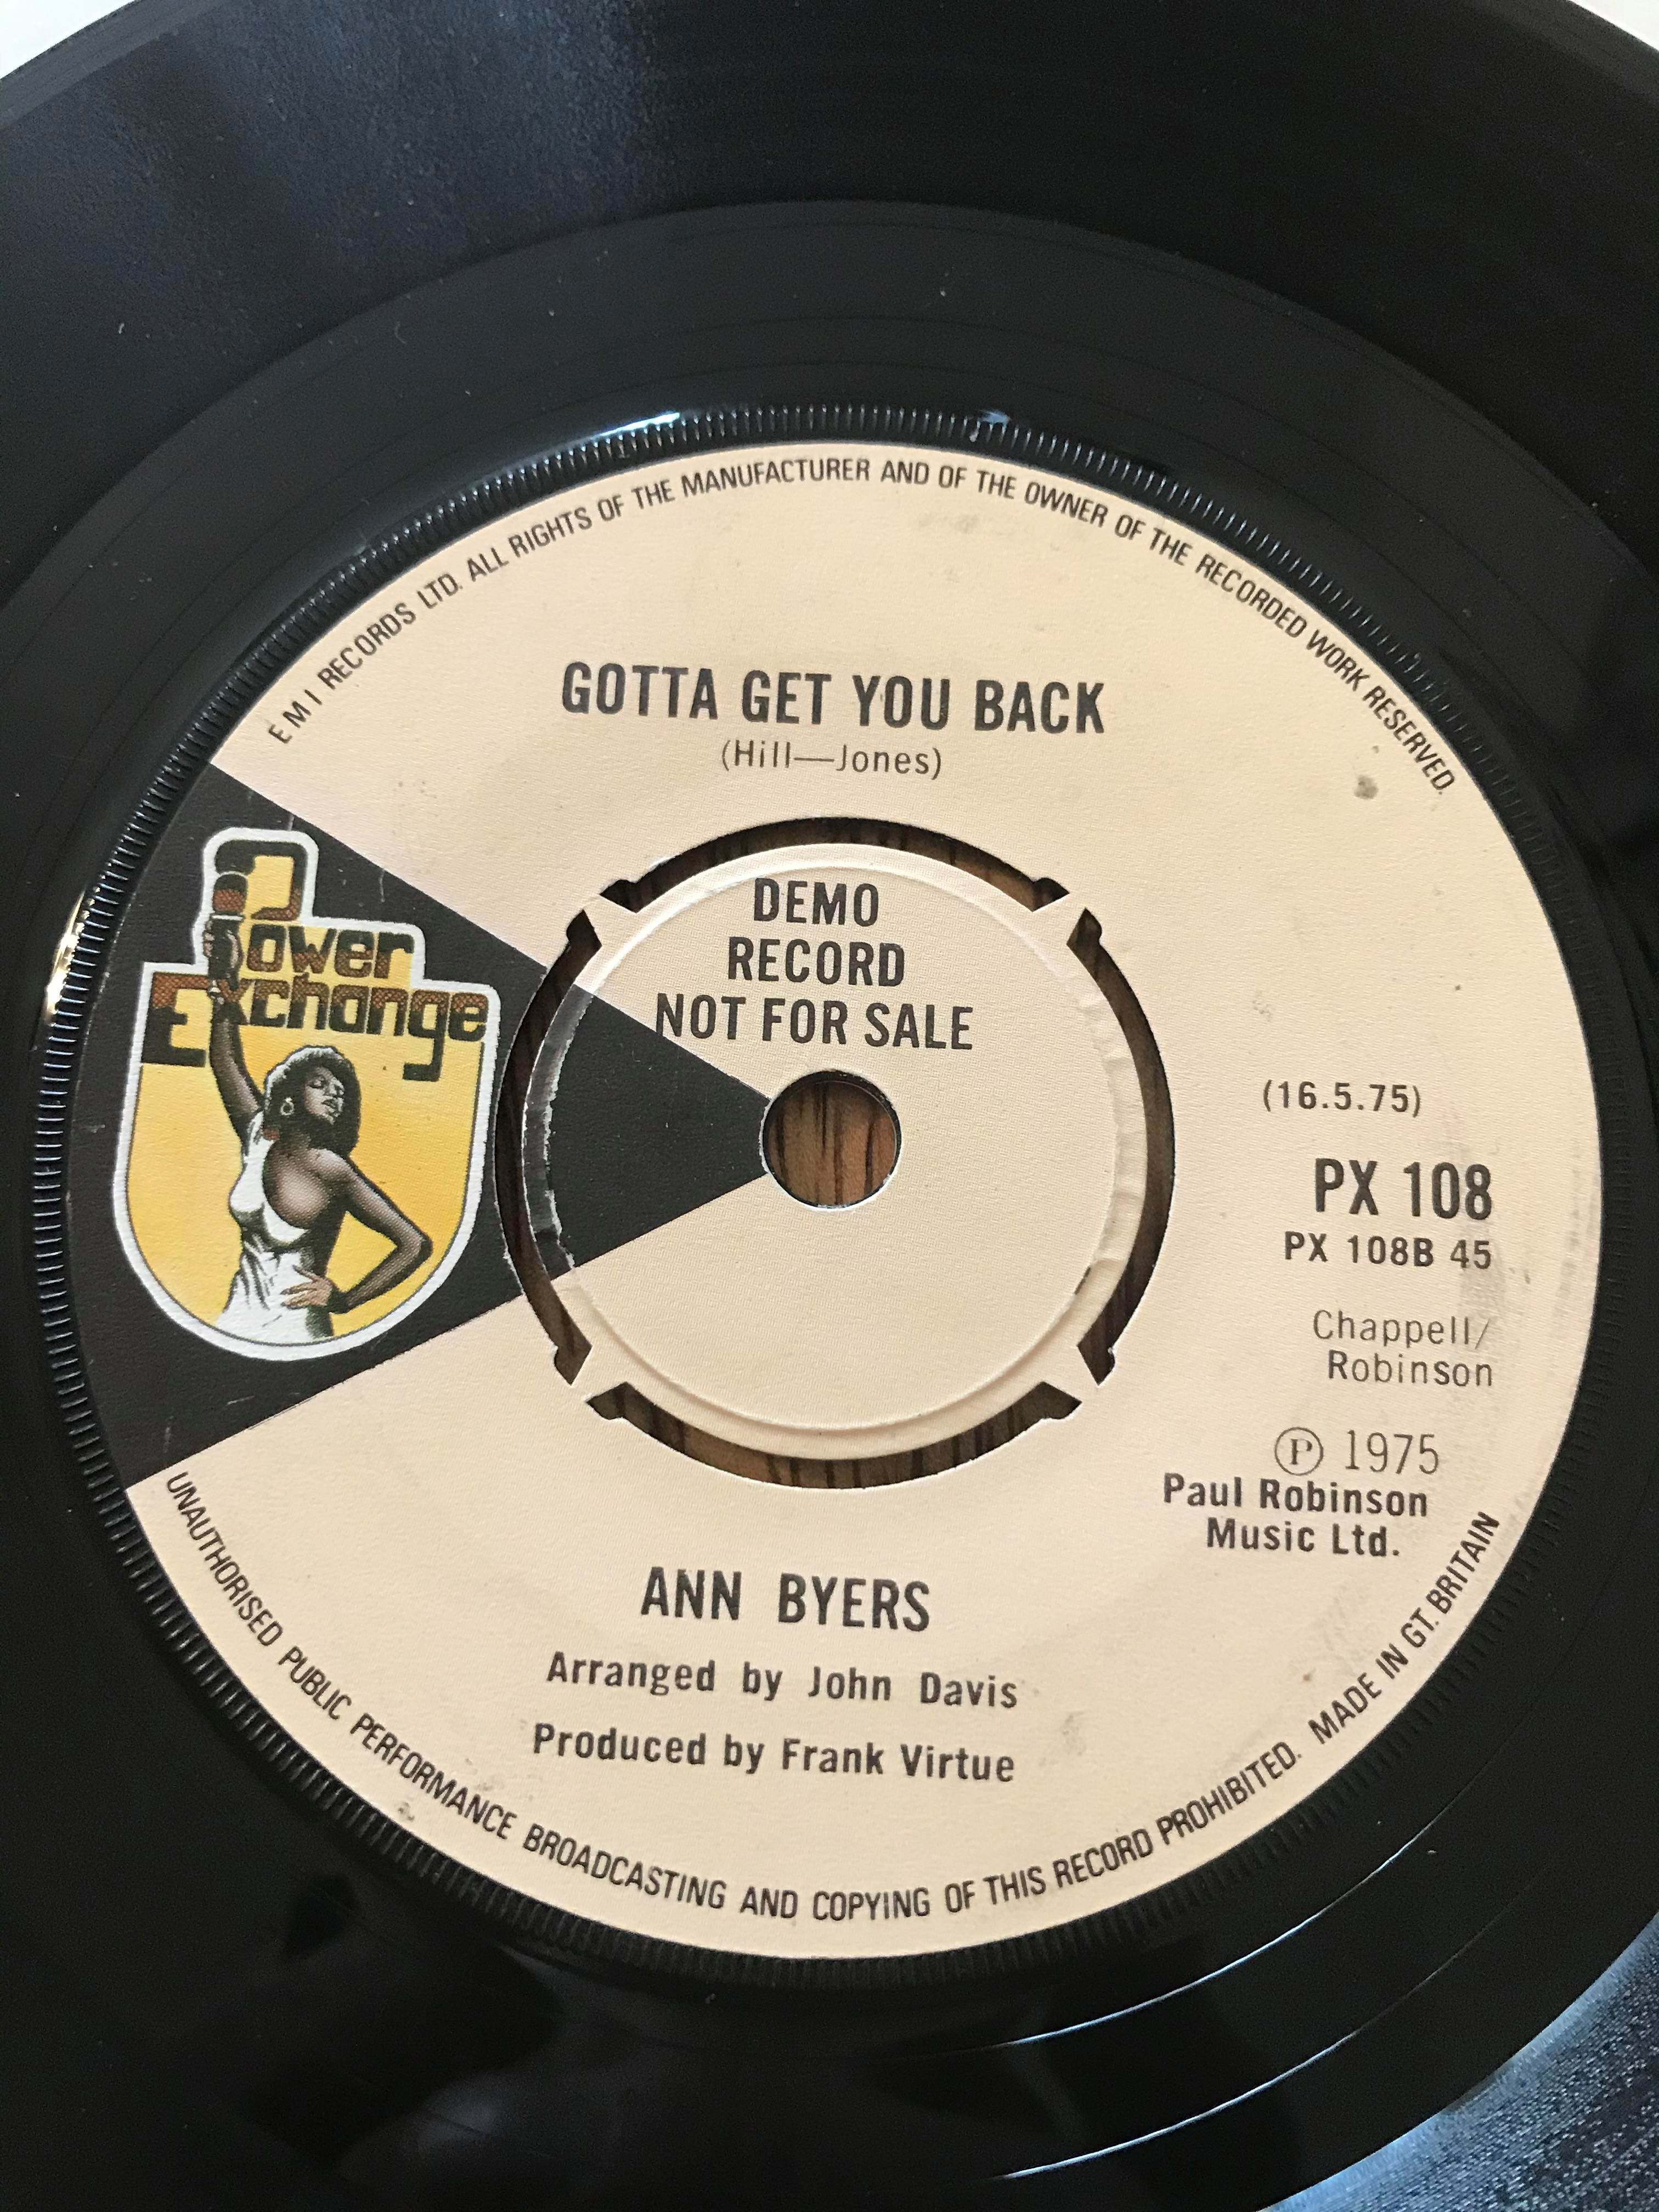 E M I RECORDS LTD. ALL RIGHTS OF THE MANUFACTURER AND OF THE OWNER OF THE RECORDED WORK RESERVED.
GOTTA GET YOU BACK
(Hill—Jones)
Power
Exchange
DEMO
RECORD
NOT FOR SALE
(16.5.75)
PX 108
PX 108B 45
Chappell/
Robinson
Ⓟ 1975
Paul Robinson
Music Ltd.
ANN BYERS
Arranged by John Davis
Produced by Frank Virtue
UNAUTHORISED PUBLIC PERFORMANCE BROADCASTING AND COPYING OF THIS RECORD PROHIBITED. MADE IN GT. BRITAIN